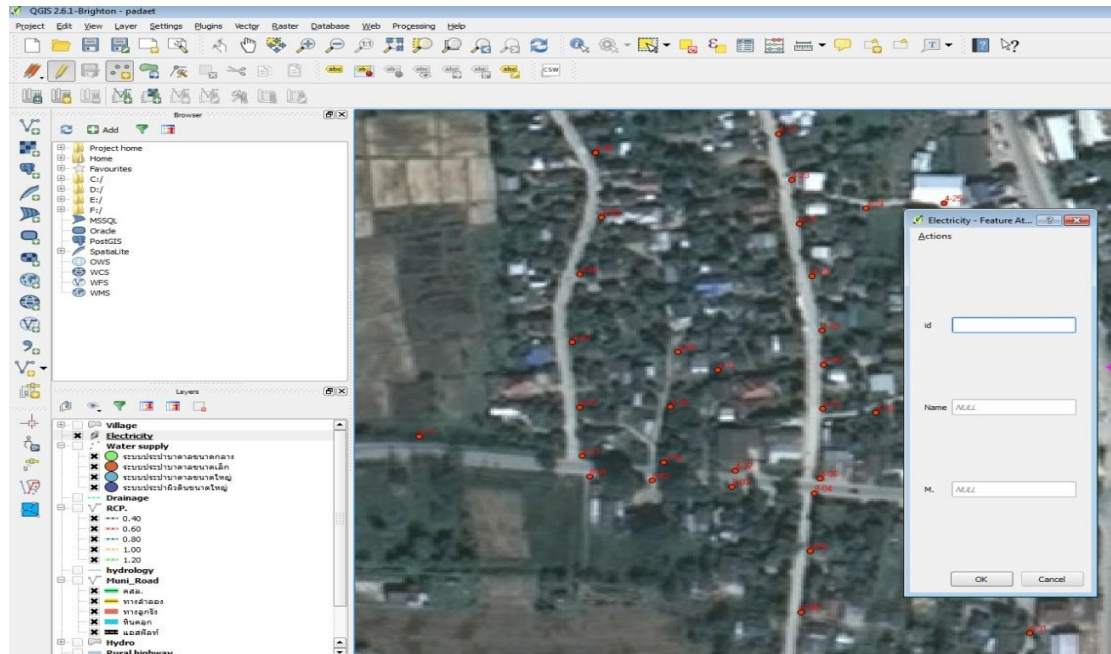 QGIS 2.6.1-Brighton - padaet
Project Edit View Layer Settings Plugins Vector Raster Database Web Processing Help
abc
CSW
Browser
Add
Project home
Home
Favourites
C:/
D:/
E:/
F:/
MSSQL
Oracle
PostGIS
SpatiaLite
OWS
WCS
WFS
WMS
Layers
Village
Electricity
Water supply
ระบบประปาบาดาลขนาดกลาง
ระบบประปาบาดาลขนาดเล็ก
ระบบประปาบาดาลขนาดใหญ่
ระบบประปาผิวดินขนาดใหญ่
Drainage
RCP.
0.40
0.60
0.80
1.00
1.20
hydrology
Muni_Road
คสล.
ทางลำลอง
ทางลูกรัง
หินคลุก
แอสฟัลท์
Hydro
Rural highway
4-25
Electricity - Feature At...
Actions
id
Name NULL
M. NULL
OK Cancel